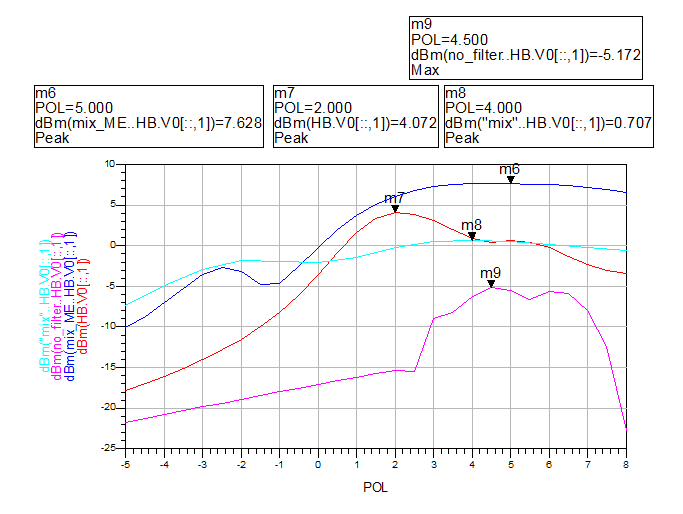 m9
POL=4.500
dBm(no_filter..HB.V0[::,1])=-5.172
Max
m6
POL=5.000
dBm(mix_ME..HB.V0[::,1])=7.628
Peak
m7
POL=2.000
dBm(HB.V0[::,1])=4.072
Peak
m8
POL=4.000
dBm("mix"..HB.V0[::,1])=0.707
Peak
dBm("mix"..HB.V0[::,1])
dBm(no_filter..HB.V0[::,1])
dBm(mix_ME..HB.V0[::,1])
dBm(HB.V0[::,1])
10
5
0
-5
-10
-15
-20
-25
m6
m7
m8
m9
-5 -4 -3 -2 -1 0 1 2 3 4 5 6 7 8
POL